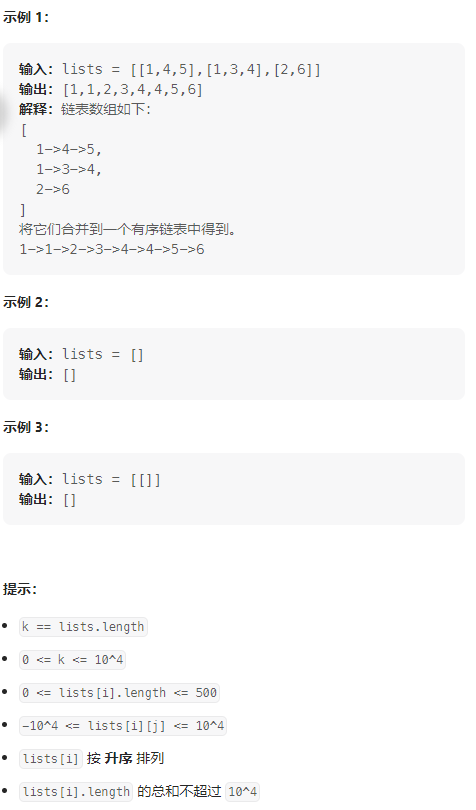 示例 1：
输入：lists = [[1,4,5],[1,3,4],[2,6]]
输出：[1,1,2,3,4,4,5,6]
解释：链表数组如下：
[
  1->4->5,
  1->3->4,
  2->6
]
将它们合并到一个有序链表中得到。
1->1->2->3->4->4->5->6
示例 2：
输入：lists = []
输出：[]
示例 3：
输入：lists = [[]]
输出：[]
提示：
• k == lists.length
• 0 <= k <= 10^4
• 0 <= lists[i].length <= 500
• -10^4 <= lists[i][j] <= 10^4
• lists[i] 按 升序 排列
• lists[i].length 的总和不超过 10^4